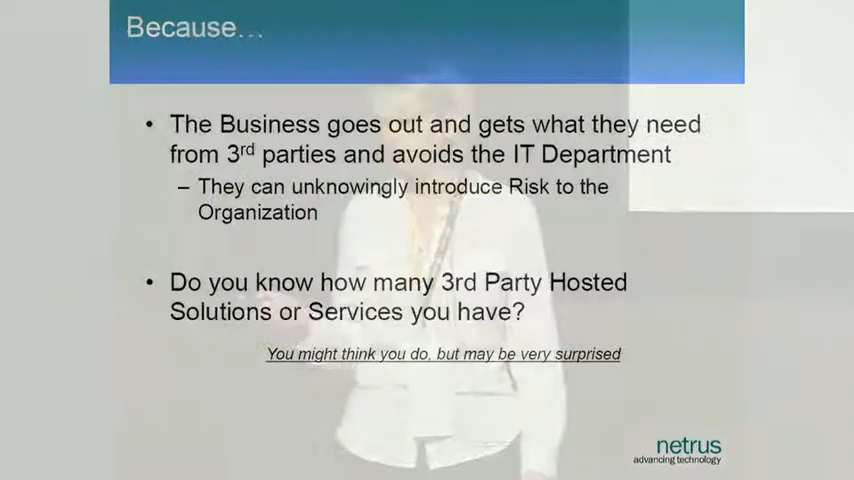 Because…
• The Business goes out and gets what they need
from 3rd parties and avoids the IT Department
– They can unknowingly introduce Risk to the
Organization
• Do you know how many 3rd Party Hosted
Solutions or Services you have?
You might think you do, but may be very surprised
netrus
advancing technology